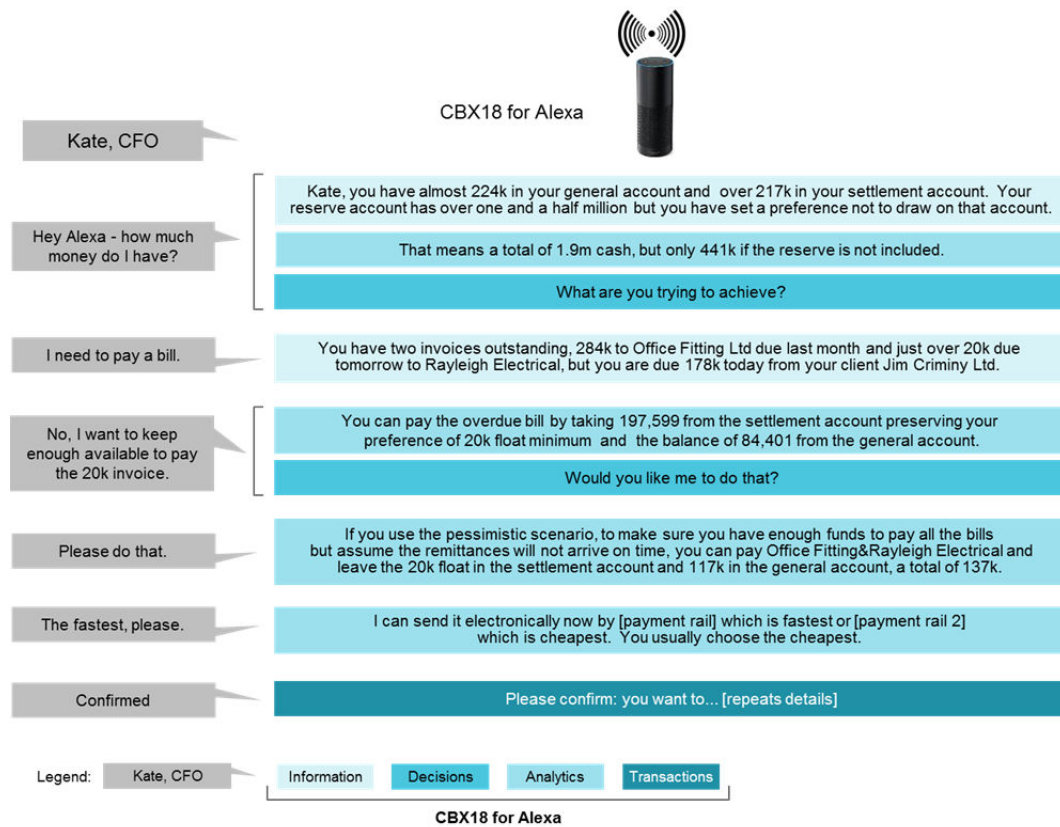 CBX18 for Alexa
Kate, CFO
Hey Alexa - how much
money do I have?
Kate, you have almost 224k in your general account and over 217k in your settlement account. Your
reserve account has over one and a half million but you have set a preference not to draw on that account.
That means a total of 1.9m cash, but only 441k if the reserve is not included.
What are you trying to achieve?
I need to pay a bill.
You have two invoices outstanding, 284k to Office Fitting Ltd due last month and just over 20k due
tomorrow to Rayleigh Electrical, but you are due 178k today from your client Jim Criminy Ltd.
No, I want to keep
enough available to pay
the 20k invoice.
You can pay the overdue bill by taking 197,599 from the settlement account preserving your
preference of 20k float minimum and the balance of 84,401 from the general account.
Would you like me to do that?
Please do that.
If you use the pessimistic scenario, to make sure you have enough funds to pay all the bills
but assume the remittances will not arrive on time, you can pay Office Fitting&Rayleigh Electrical and
leave the 20k float in the settlement account and 117k in the general account, a total of 137k.
The fastest, please.
I can send it electronically now by [payment rail] which is fastest or [payment rail 2]
which is cheapest. You usually choose the cheapest.
Confirmed
Please confirm: you want to... [repeats details]
Legend:
Kate, CFO
Information
Decisions
Analytics
Transactions
CBX18 for Alexa